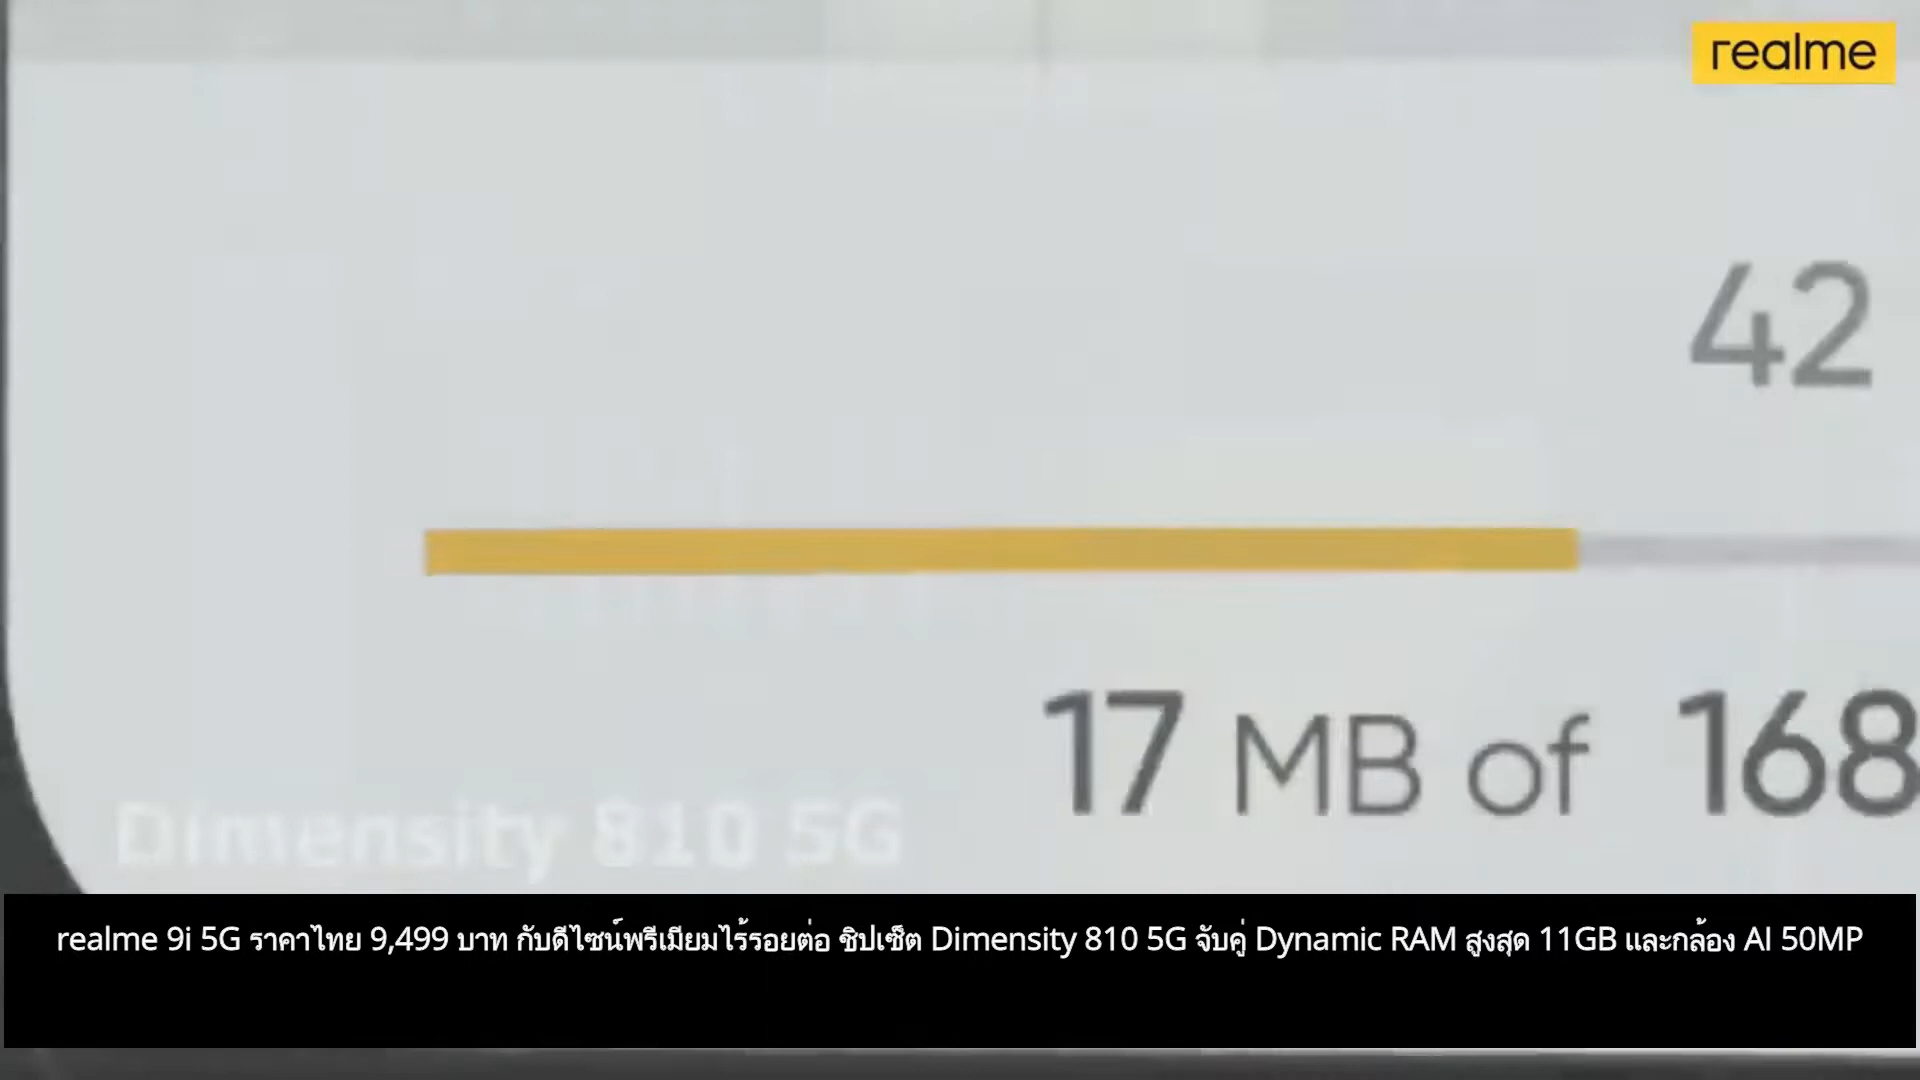 realme
42
17 MB of 168
Dimensity 810 5G
realme 9i 5G ราคาไทย 9,499 บาท กับดีไซน์พรีเมียมไร้รอยต่อ ชิปเซ็ต Dimensity 810 5G จับคู่ Dynamic RAM สูงสุด 11GB และกล้อง AI 50MP